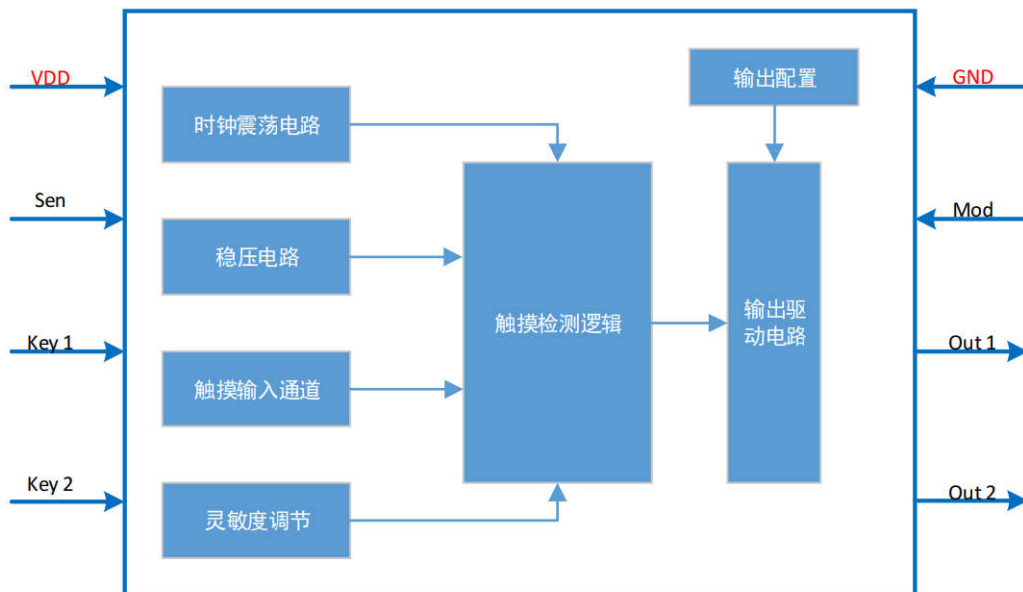 VDD
Sen
Key 1
Key 2
时钟震荡电路
稳压电路
触摸输入通道
灵敏度调节
触摸检测逻辑
输出配置
输出驱
动电路
GND
Mod
Out 1
Out 2